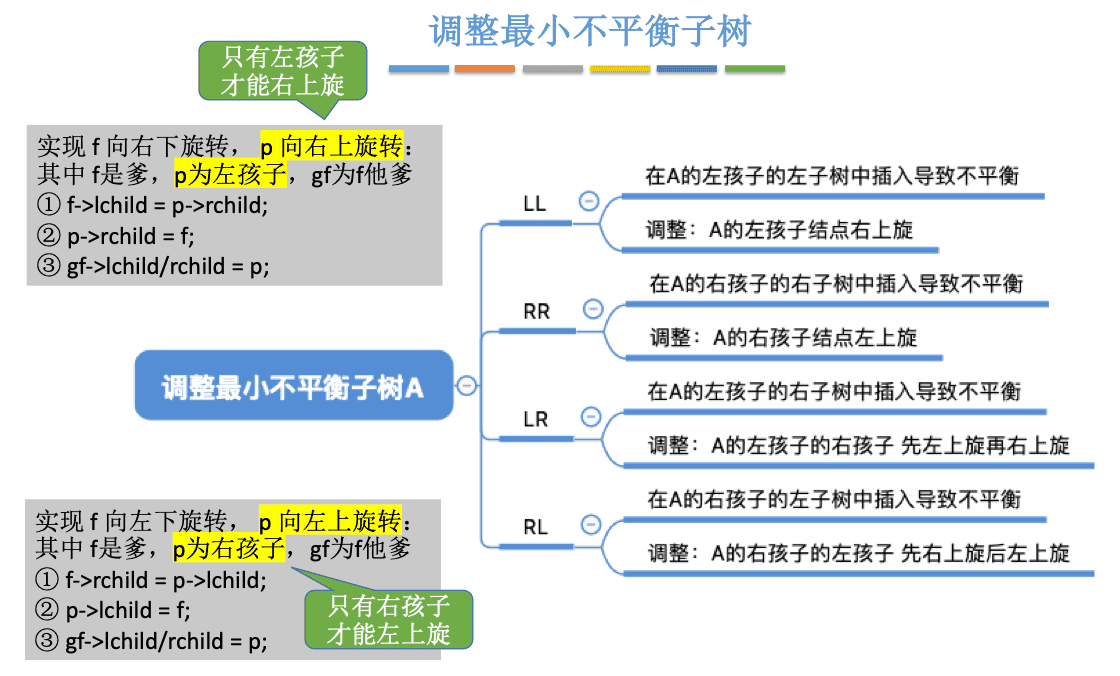 调整最小不平衡子树
只有左孩子
才能右上旋
实现 f 向右下旋转， p 向右上旋转：
其中 f是爹，p为左孩子，gf为f他爹
① f->lchild = p->rchild;
② p->rchild = f;
③ gf->lchild/rchild = p;
调整最小不平衡子树A
LL
在A的左孩子的左子树中插入导致不平衡
调整：A的左孩子结点右上旋
RR
在A的右孩子的右子树中插入导致不平衡
调整：A的右孩子结点左上旋
LR
在A的左孩子的右子树中插入导致不平衡
调整：A的左孩子的右孩子 先左上旋再右上旋
RL
在A的右孩子的左子树中插入导致不平衡
调整：A的右孩子的左孩子 先右上旋后左上旋
实现 f 向左下旋转， p 向左上旋转：
其中 f是爹，p为右孩子，gf为f他爹
① f->rchild = p->lchild;
② p->lchild = f;
③ gf->lchild/rchild = p;
只有右孩子
才能左上旋